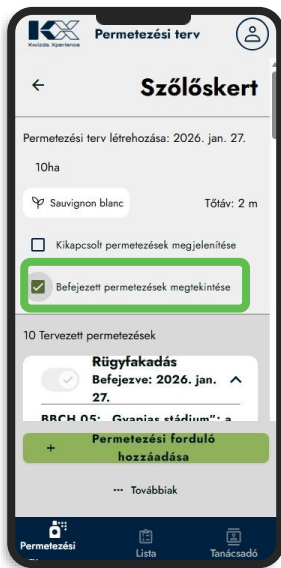 KX
Kwizda Xperience
Permetezési terv
Szőlőskert
Permetezési terv létrehozása: 2026. jan. 27.
10ha
Sauvignon blanc
Tőtáv: 2 m
Kikapcsolt permetezések megjelenítése
Befejezett permetezések megtekintése
10 Tervezett permetezések
Rügyfakadás
Befejezve: 2026. jan.
27.
BBCH 05: „Gyapjas stádium”: a
+ Permetezési forduló
hozzáadása
··· Továbbiak
Permetezési
Lista
Tanácsadó